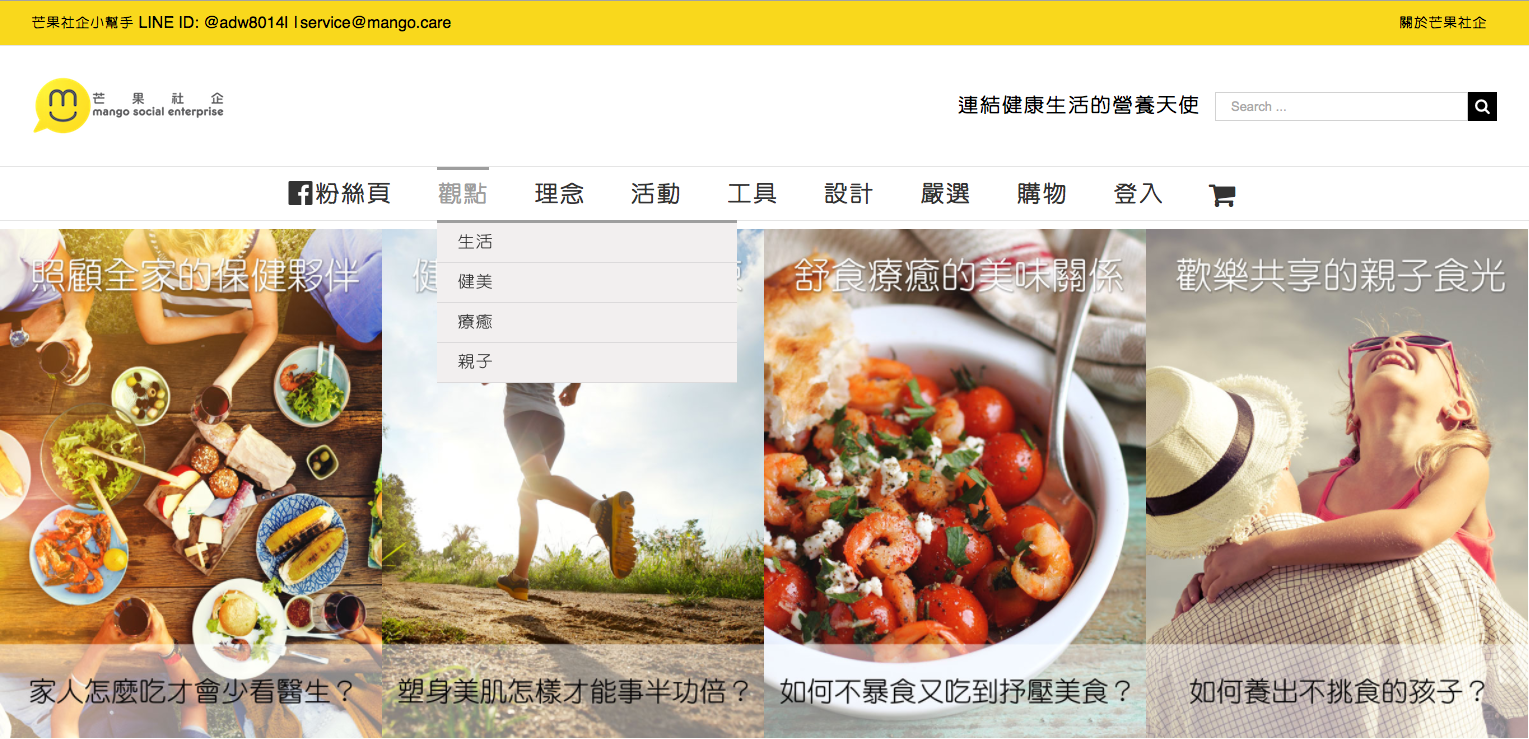 芒果社企小幫手 LINE ID: @adw8014l |service@mango.care
關於芒果社企
芒果社企
mango social enterprise
連結健康生活的營養天使
Search ...
粉絲頁 觀點 理念 活動 工具 設計 嚴選 購物 登入
生活
健美
療癒
親子
照顧全家的保健夥伴
舒食療癒的美味關係
歡樂共享的親子食光
家人怎麼吃才會少看醫生？
塑身美肌怎樣才能事半功倍？
如何不暴食又吃到抒壓美食？
如何養出不挑食的孩子？